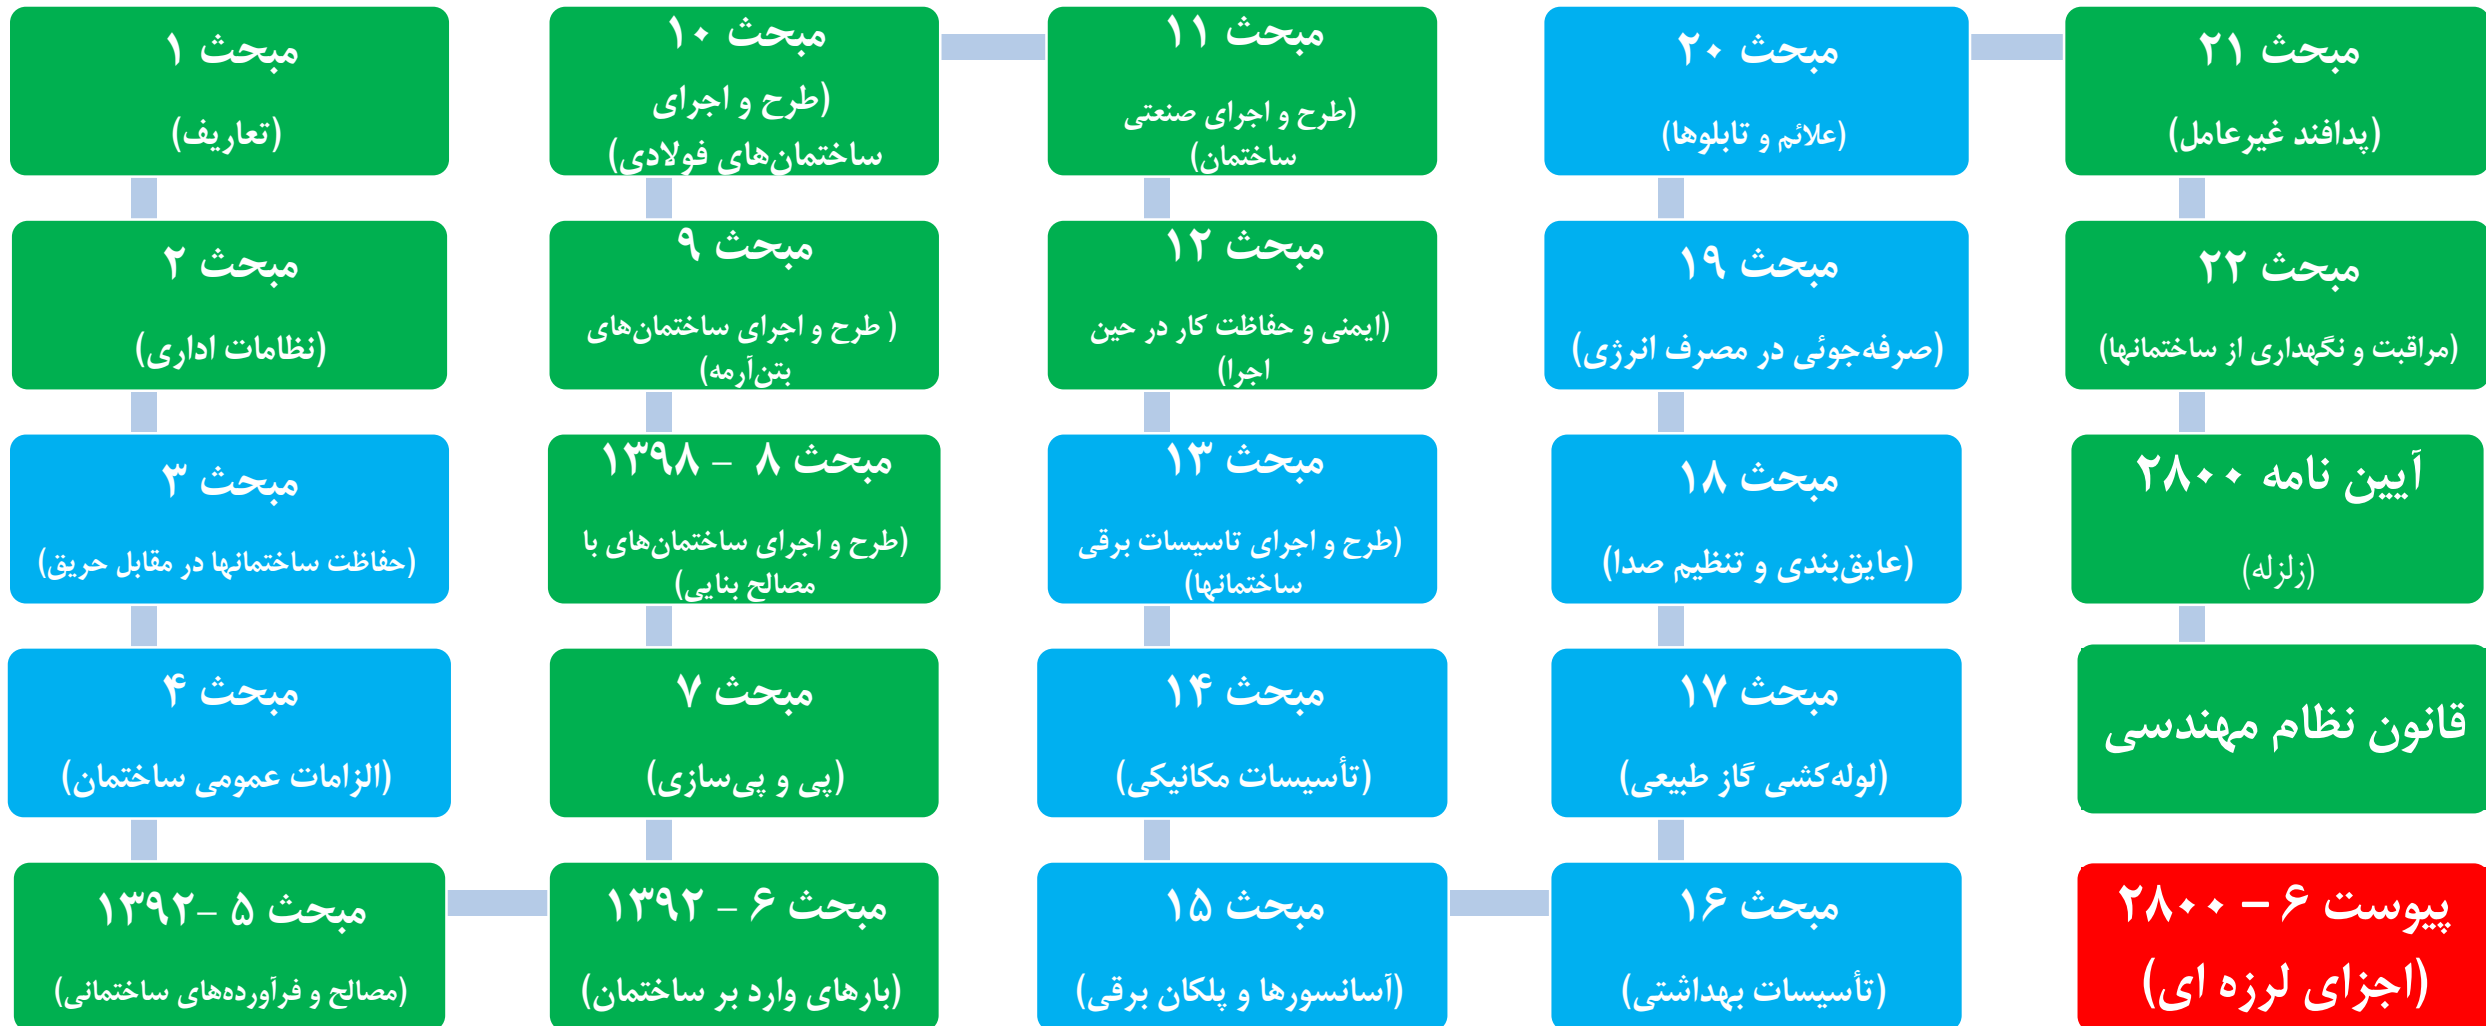 مبحث ۱
(تعاریف)
مبحث ۲
(نظامات اداری)
مبحث ۳
(حفاظت ساختمانها در مقابل حریق)
مبحث ۴
(الزامات عمومی ساختمان)
مبحث ۵ -۱۳۹۲
(مصالح و فرآورده‌های ساختمانی)
مبحث ۶ - ۱۳۹۲
(بارهای وارد بر ساختمان)
مبحث ۷
(پی و پی‌سازی)
مبحث ۸ - ۱۳۹۸
(طرح و اجرای ساختمان‌های با
مصالح بنایی)
مبحث ۹
( طرح و اجرای ساختمان‌های
بتن‌آرمه)
مبحث ۱۰
(طرح و اجرای
ساختمان‌های فولادی)
مبحث ۱۱
(طرح و اجرای صنعتی
ساختمان)
مبحث ۱۲
(ایمنی و حفاظت کار در حین
اجرا)
مبحث ۱۳
(طرح و اجرای تاسیسات برقی
ساختمانها)
مبحث ۱۴
(تأسیسات مکانیکی)
مبحث ۱۵
(آسانسورها و پلکان برقی)
مبحث ۱۶
(تأسیسات بهداشتی)
مبحث ۱۷
(لوله‌کشی گاز طبیعی)
مبحث ۱۸
(عایق‌بندی و تنظیم صدا)
مبحث ۱۹
(صرفه‌جوئی در مصرف انرژی)
مبحث ۲۰
(علائم و تابلوها)
مبحث ۲۱
(پدافند غیرعامل)
مبحث ۲۲
(مراقبت و نگهداری از ساختمانها)
آیین نامه ۲۸۰۰
(زلزله)
قانون نظام مهندسی
پیوست ۶ – ۲۸۰۰
(اجزای لرزه ای)